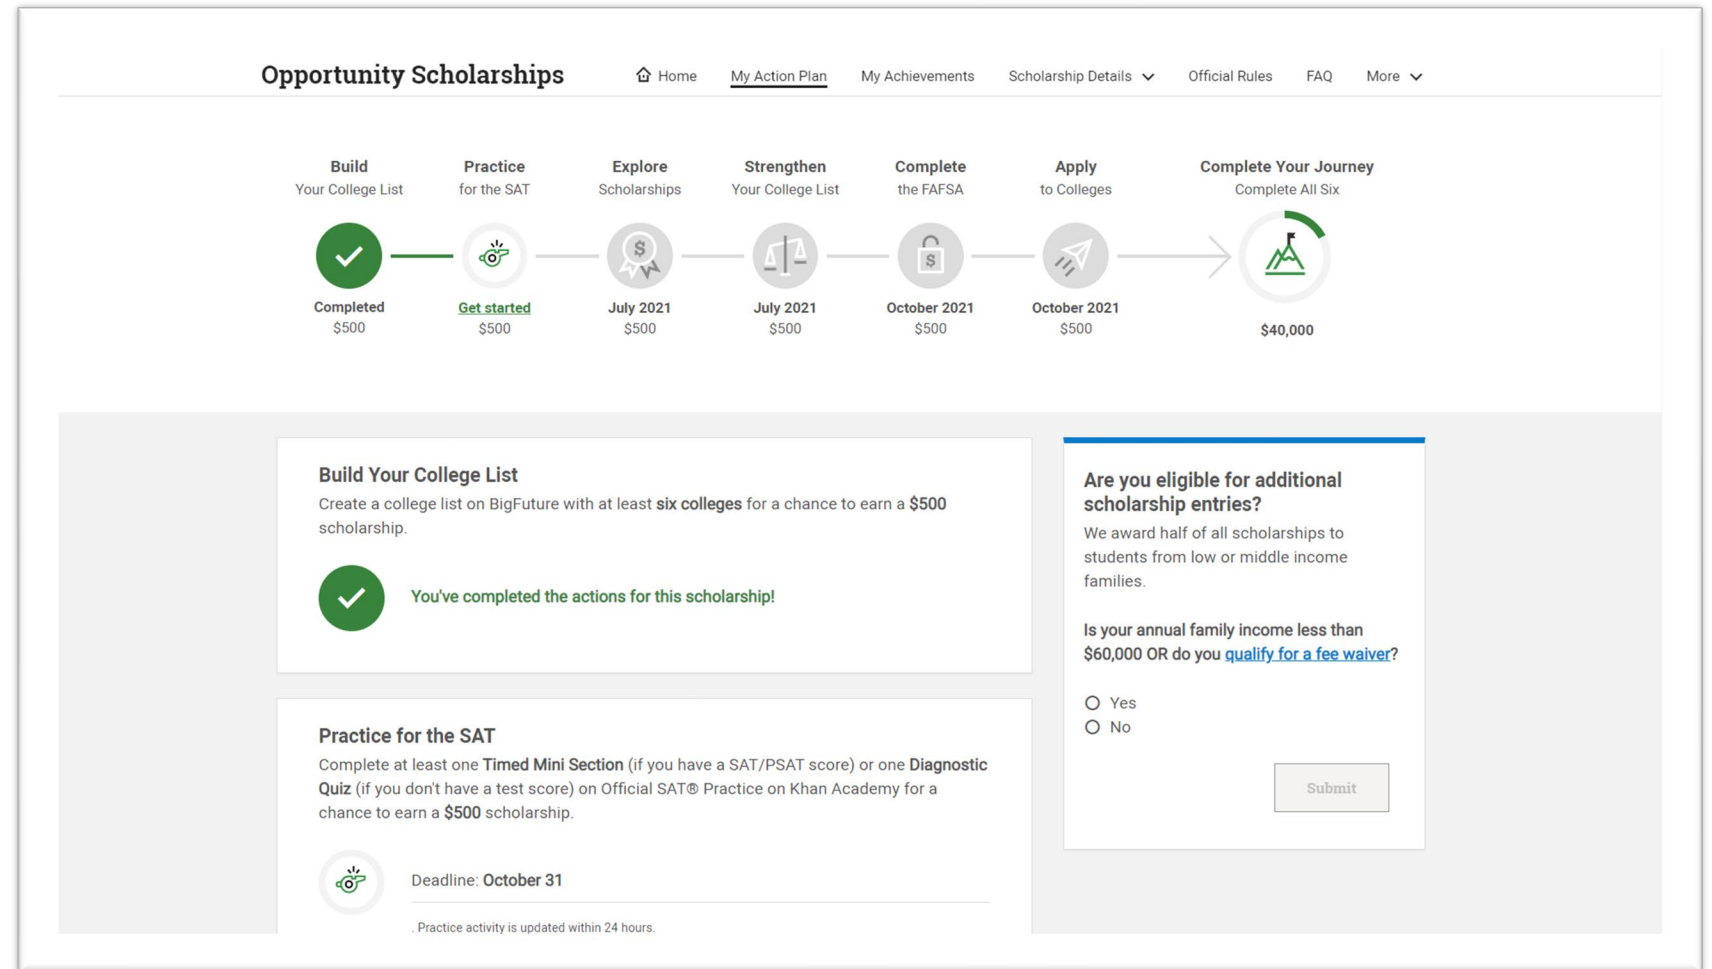 Opportunity Scholarships Home My Action Plan My Achievements Scholarship Details Official Rules FAQ More
Build Practice Explore Strengthen Complete Apply Complete Your Journey
Your College List for the SAT Scholarships Your College List the FAFSA to Colleges Complete All Six
$ $
Completed Get started July 2021 July 2021 October 2021 October 2021
$500 $500 $500 $500 $500 $500 $40,000
Build Your College List
Create a college list on BigFuture with at least six colleges for a chance to earn a $500
scholarship.
You've completed the actions for this scholarship!
Practice for the SAT
Complete at least one Timed Mini Section (if you have a SAT/PSAT score) or one Diagnostic
Quiz (if you don't have a test score) on Official SAT® Practice on Khan Academy for a
chance to earn a $500 scholarship.
Deadline: October 31
. Practice activity is updated within 24 hours.
Are you eligible for additional
scholarship entries?
We award half of all scholarships to
students from low or middle income
families.
Is your annual family income less than
$60,000 OR do you qualify for a fee waiver?
Yes
No
Submit